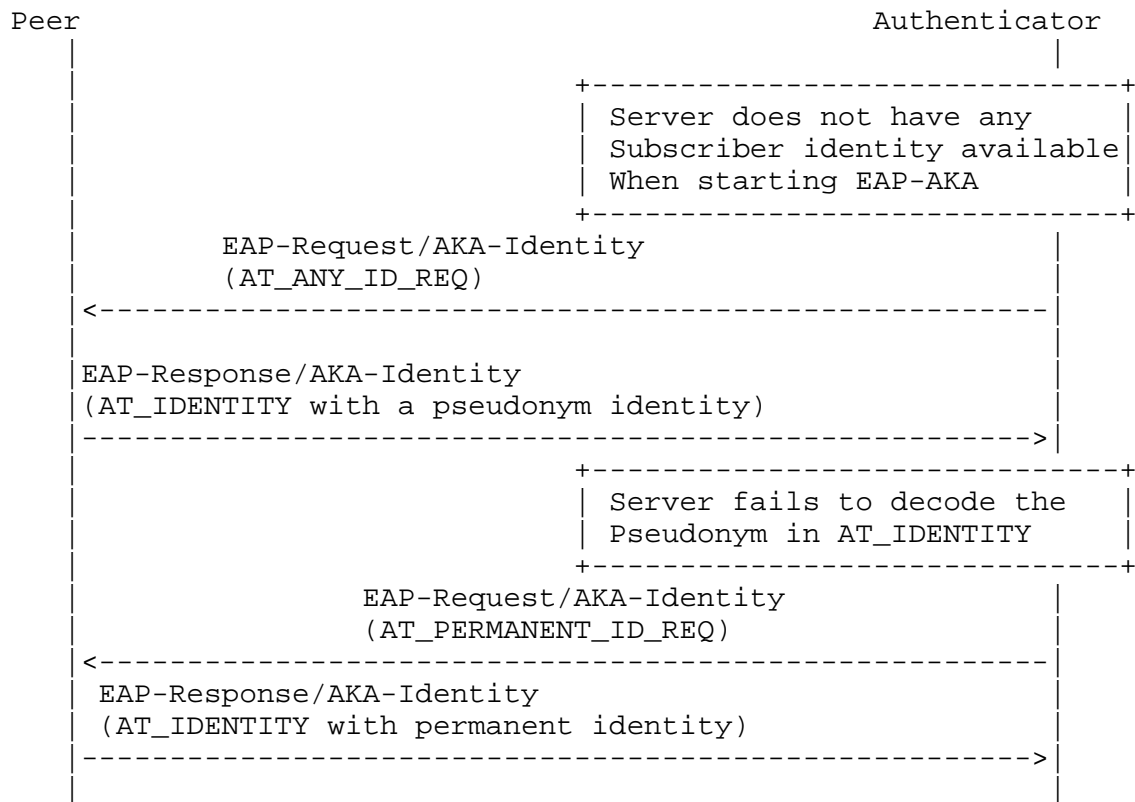 Peer Authenticator
Server does not have any
Subscriber identity available
When starting EAP-AKA
EAP-Request/AKA-Identity
(AT_ANY_ID_REQ)
EAP-Response/AKA-Identity
(AT_IDENTITY with a pseudonym identity)
Server fails to decode the
Pseudonym in AT_IDENTITY
EAP-Request/AKA-Identity
(AT_PERMANENT_ID_REQ)
EAP-Response/AKA-Identity
(AT_IDENTITY with permanent identity)